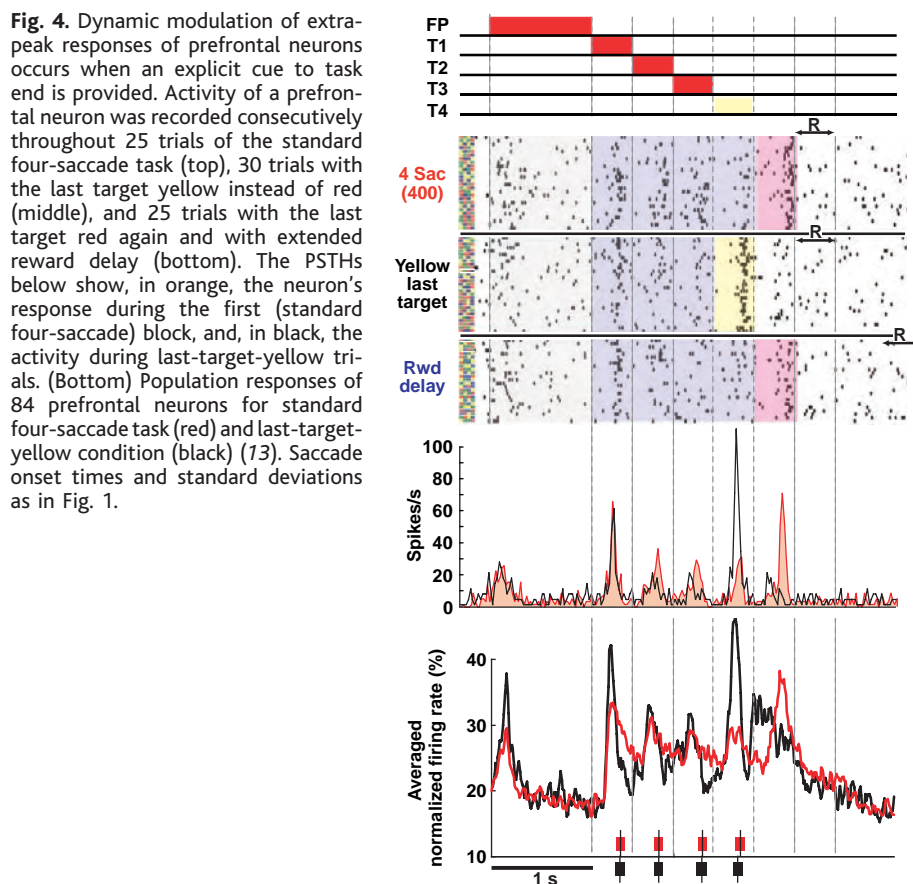 Fig. 4. Dynamic modulation of extra-
peak responses of prefrontal neurons
occurs when an explicit cue to task
end is provided. Activity of a prefron-
tal neuron was recorded consecutively
throughout 25 trials of the standard
four-saccade task (top), 30 trials with
the last target yellow instead of red
(middle), and 25 trials with the last
target red again and with extended
reward delay (bottom). The PSTHs
below show, in orange, the neuron's
response during the first (standard
four-saccade) block, and, in black, the
activity during last-target-yellow tri-
als. (Bottom) Population responses of
84 prefrontal neurons for standard
four-saccade task (red) and last-target-
yellow condition (black) (13). Saccade
onset times and standard deviations
as in Fig. 1.
FP
T1
T2
T3
T4
R
4 Sac
(400)
R
Yellow
last
target
R
Rwd
delay
Spikes/s
100
80
60
40
20
0
Averaged
normalized firing rate (%)
40
30
20
10
1 s